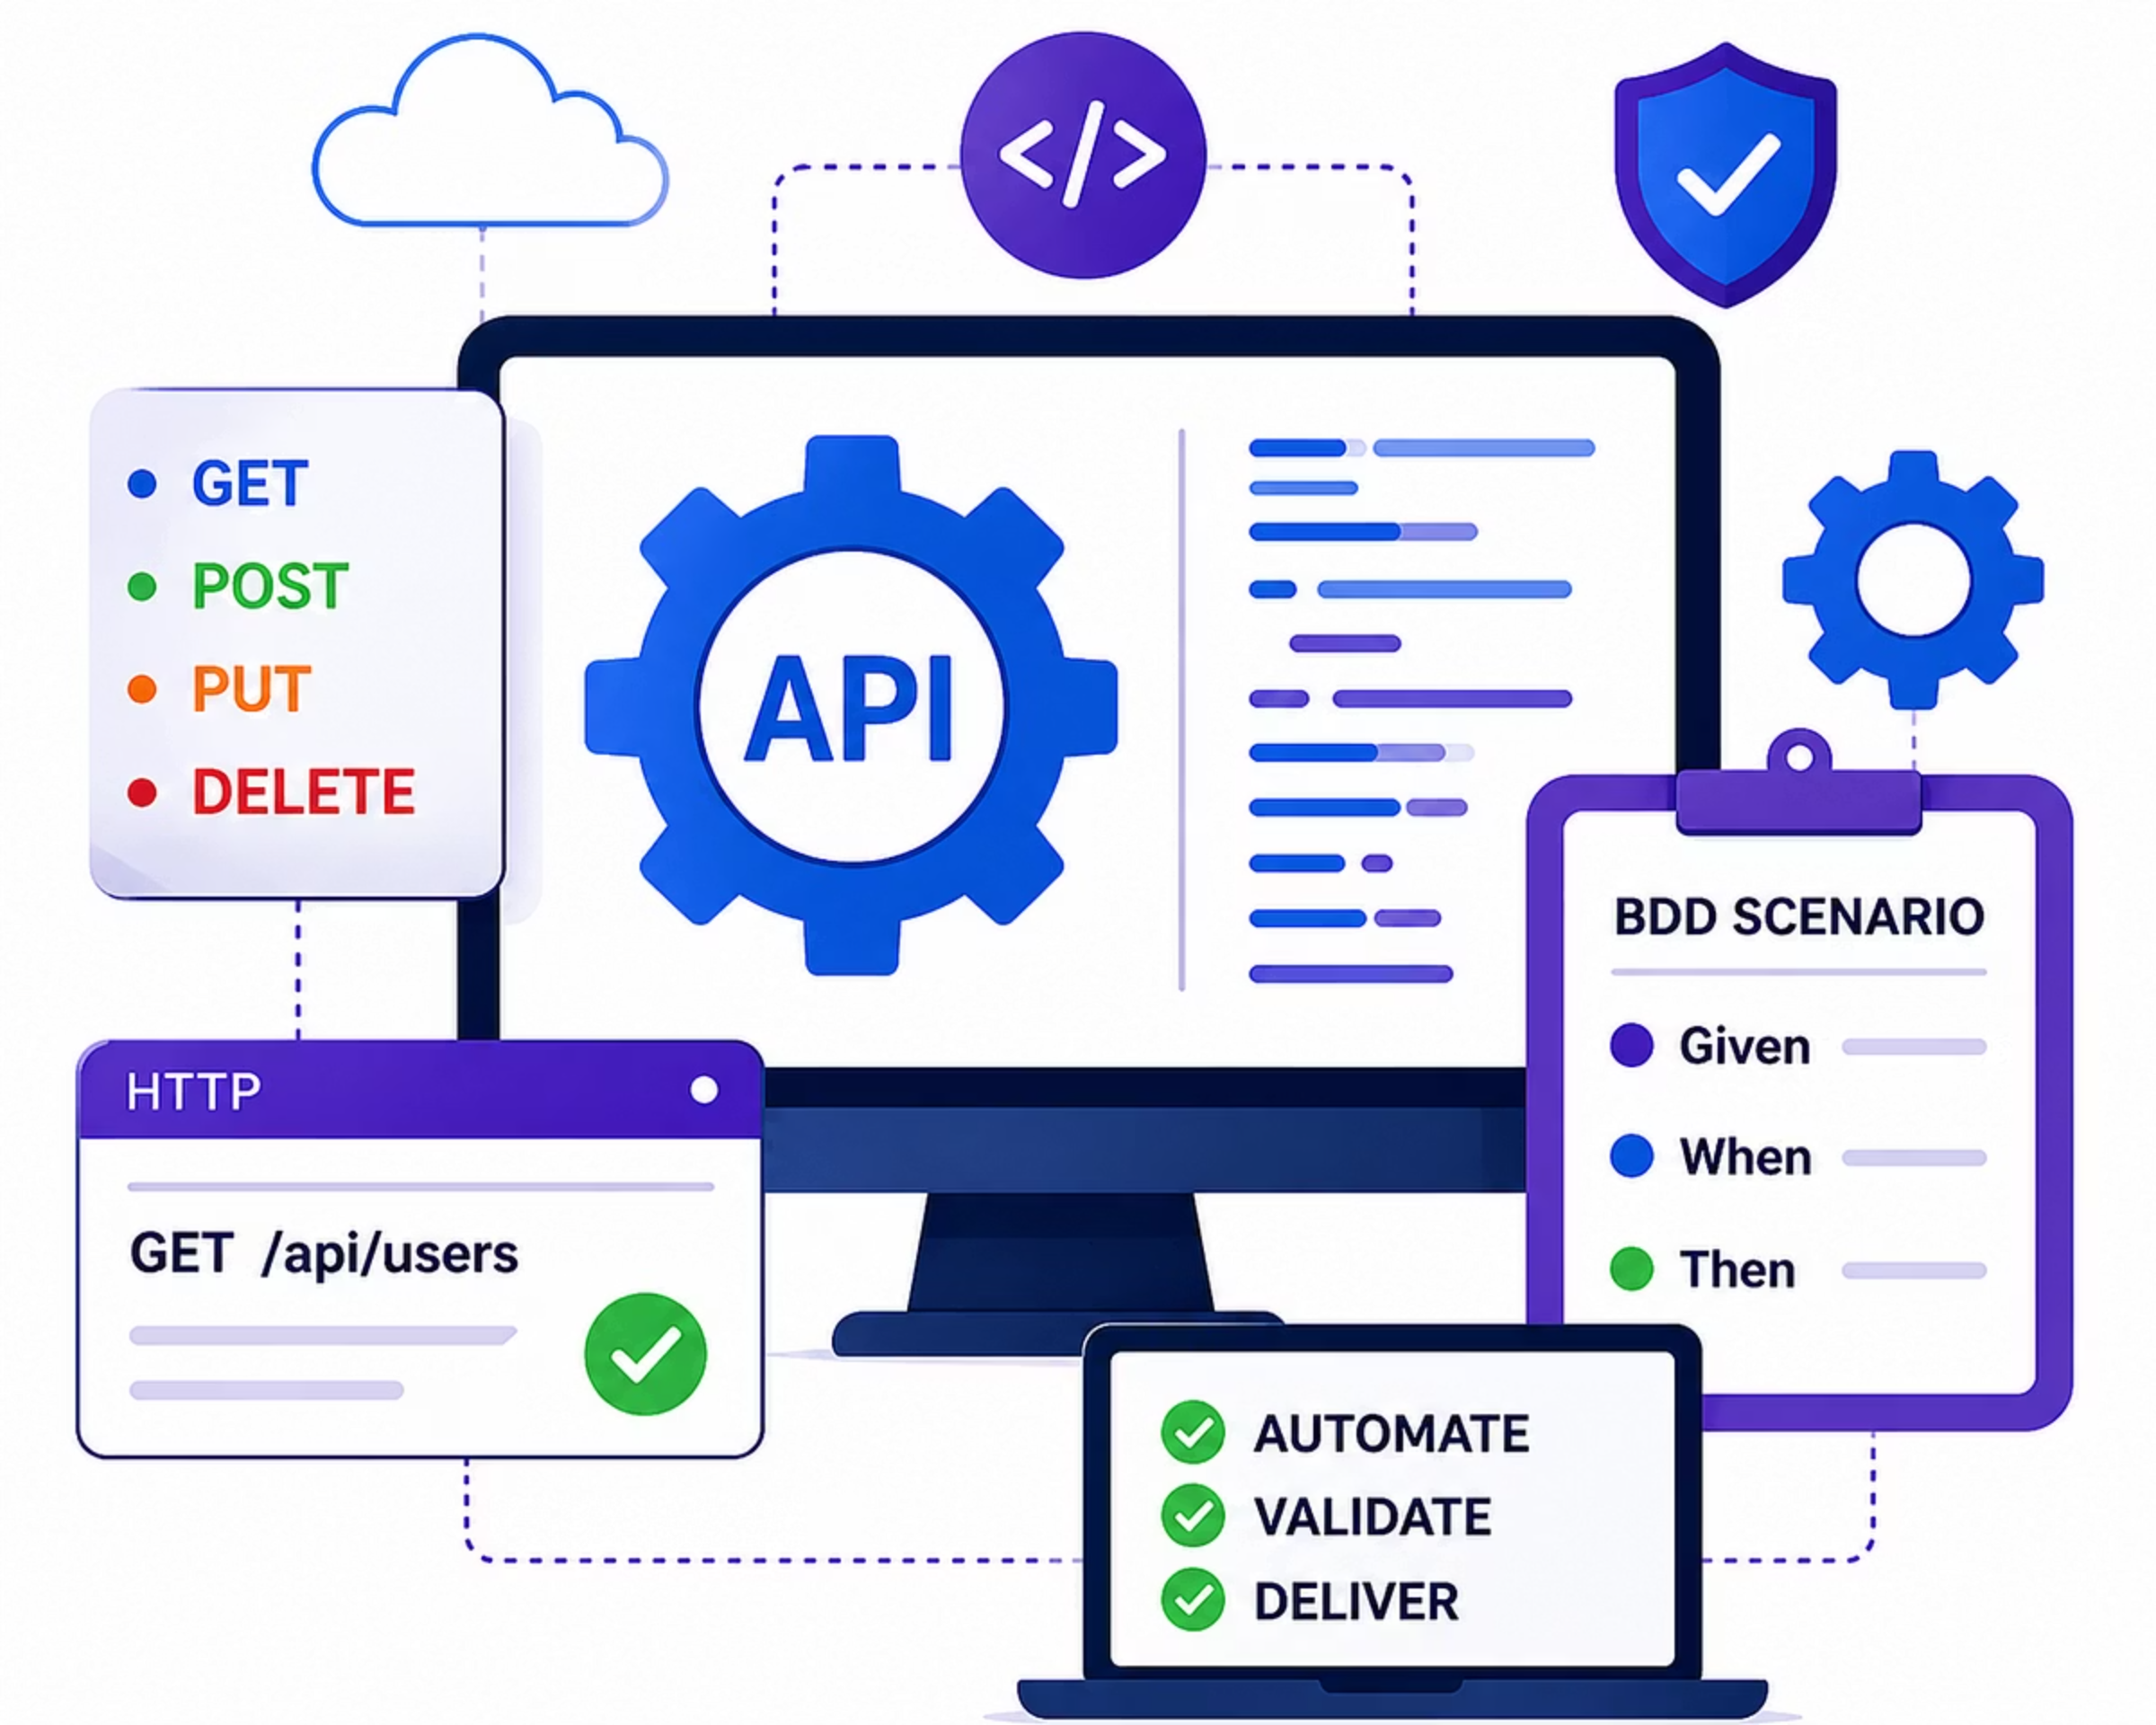 </>
GET
POST
PUT
DELETE
API
BDD SCENARIO
Given
When
Then
HTTP
GET /api/users
AUTOMATE
VALIDATE
DELIVER